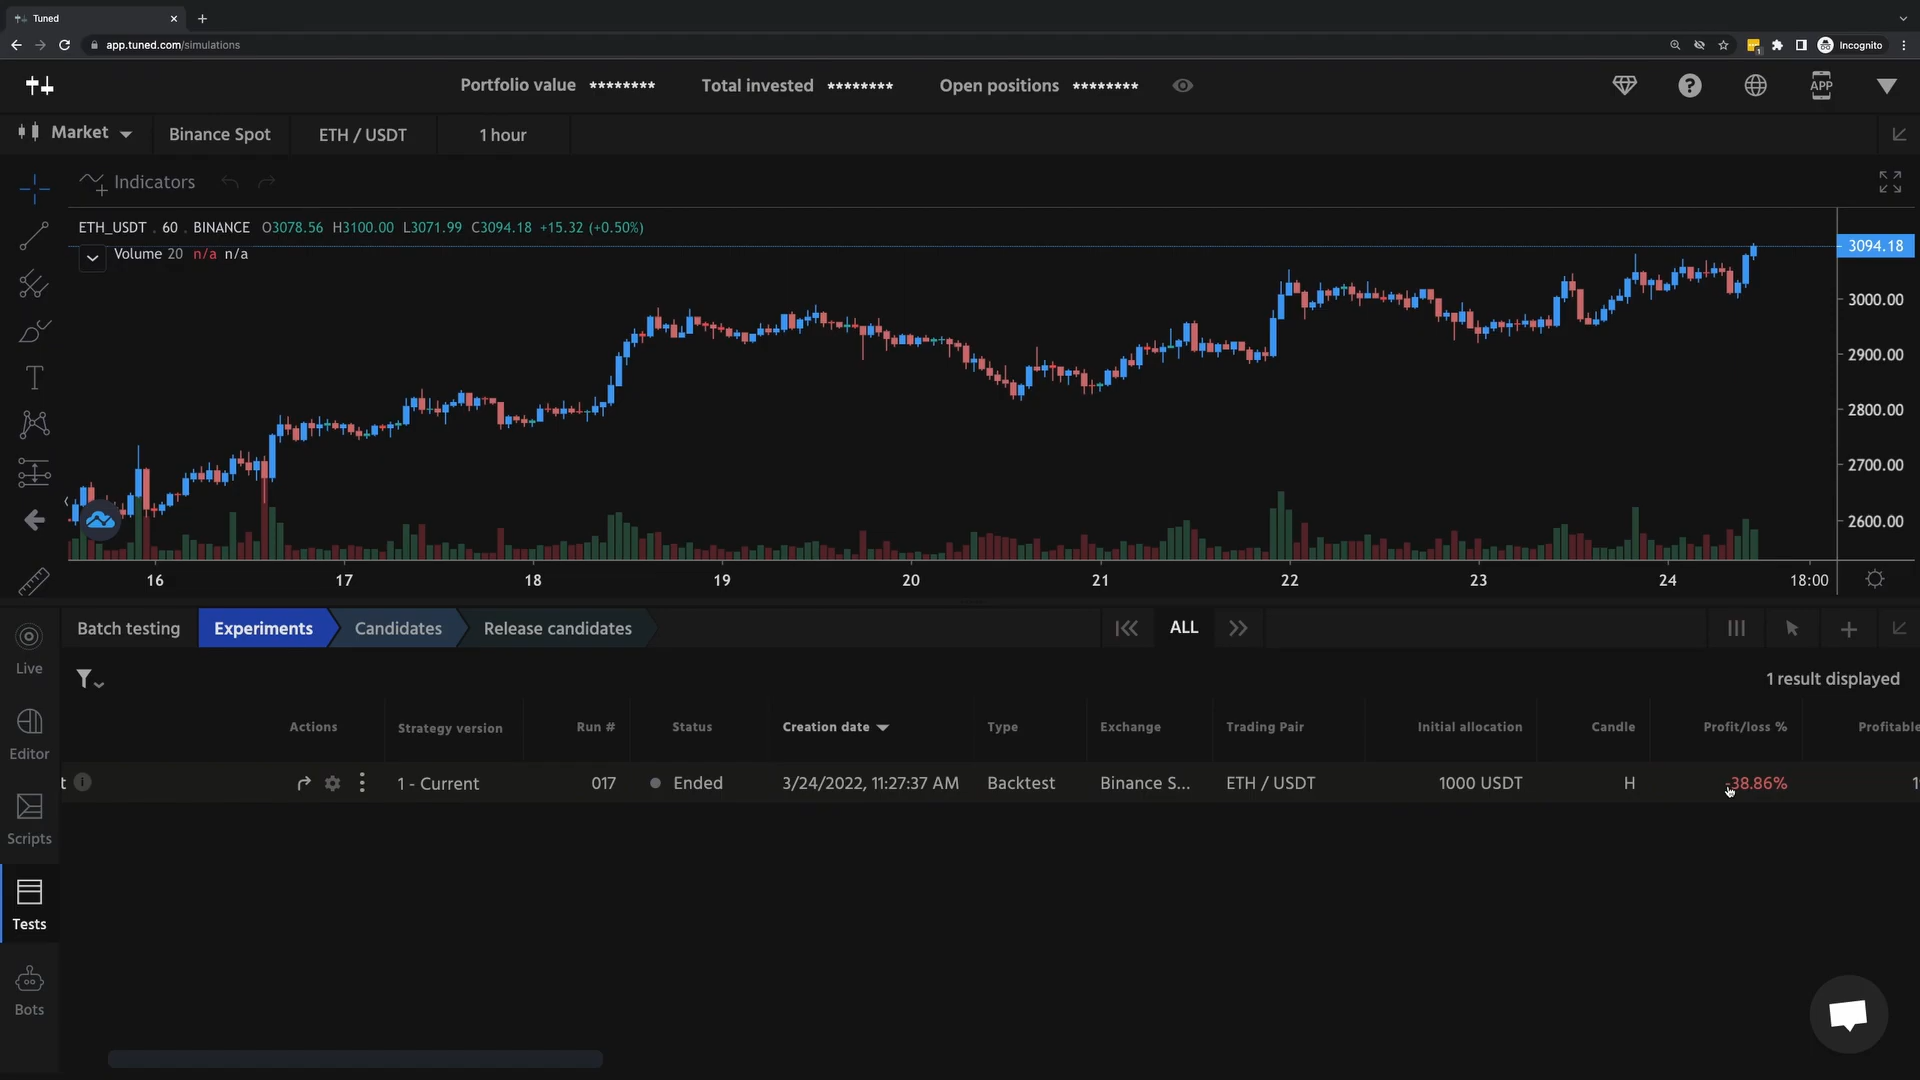 Tuned
app.tuned.com/simulations
Incognito
Portfolio value ******** Total invested ******** Open positions ********
APP
Market Binance Spot ETH / USDT 1 hour
Indicators
ETH_USDT . 60 . BINANCE O3078.56 H3100.00 L3071.99 C3094.18 +15.32 (+0.50%)
Volume 20 n/a n/a
3094.18
3000.00
2900.00
2800.00
2700.00
2600.00
16 17 18 19 20 21 22 23 24 18:00
Batch testing Experiments Candidates Release candidates ALL
Live
1 result displayed
Actions Strategy version Run # Status Creation date Type Exchange Trading Pair Initial allocation Candle Profit/loss % Profitable
Editor
t 1 - Current 017 Ended 3/24/2022, 11:27:37 AM Backtest Binance S... ETH / USDT 1000 USDT H -38.86%
Scripts
Tests
Bots